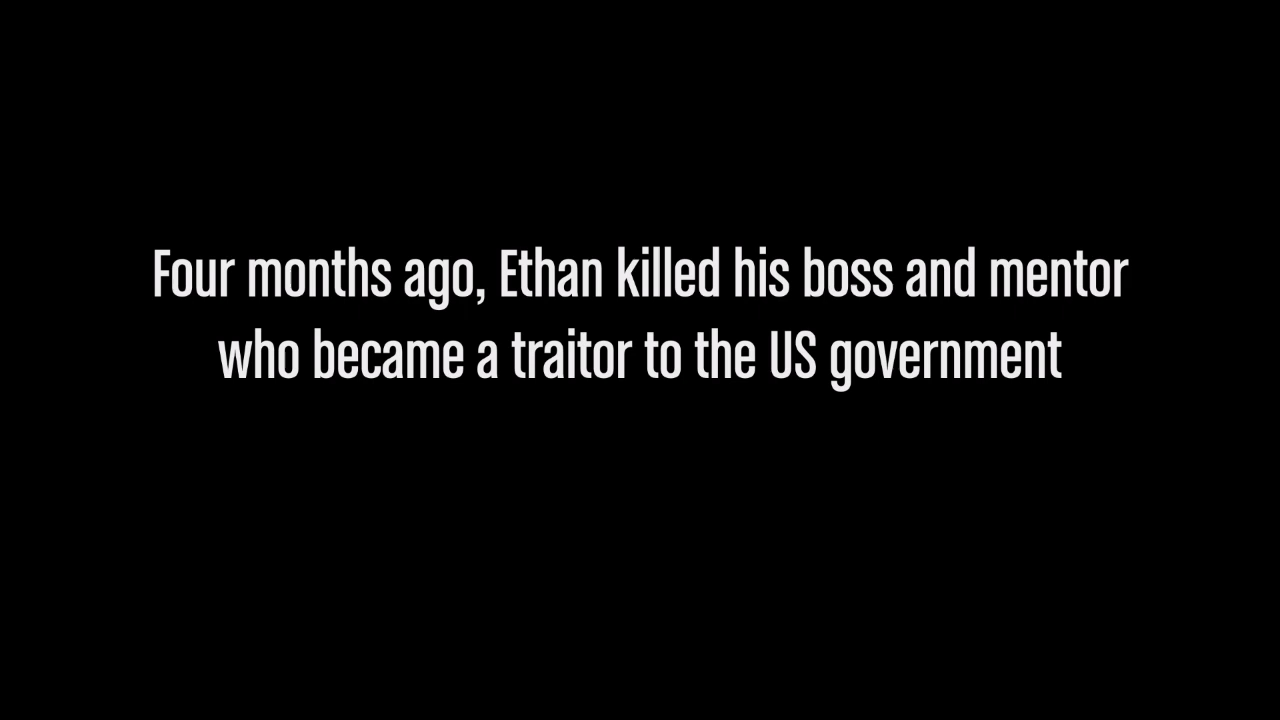 Four months ago, Ethan killed his boss and mentor
who became a traitor to the US government